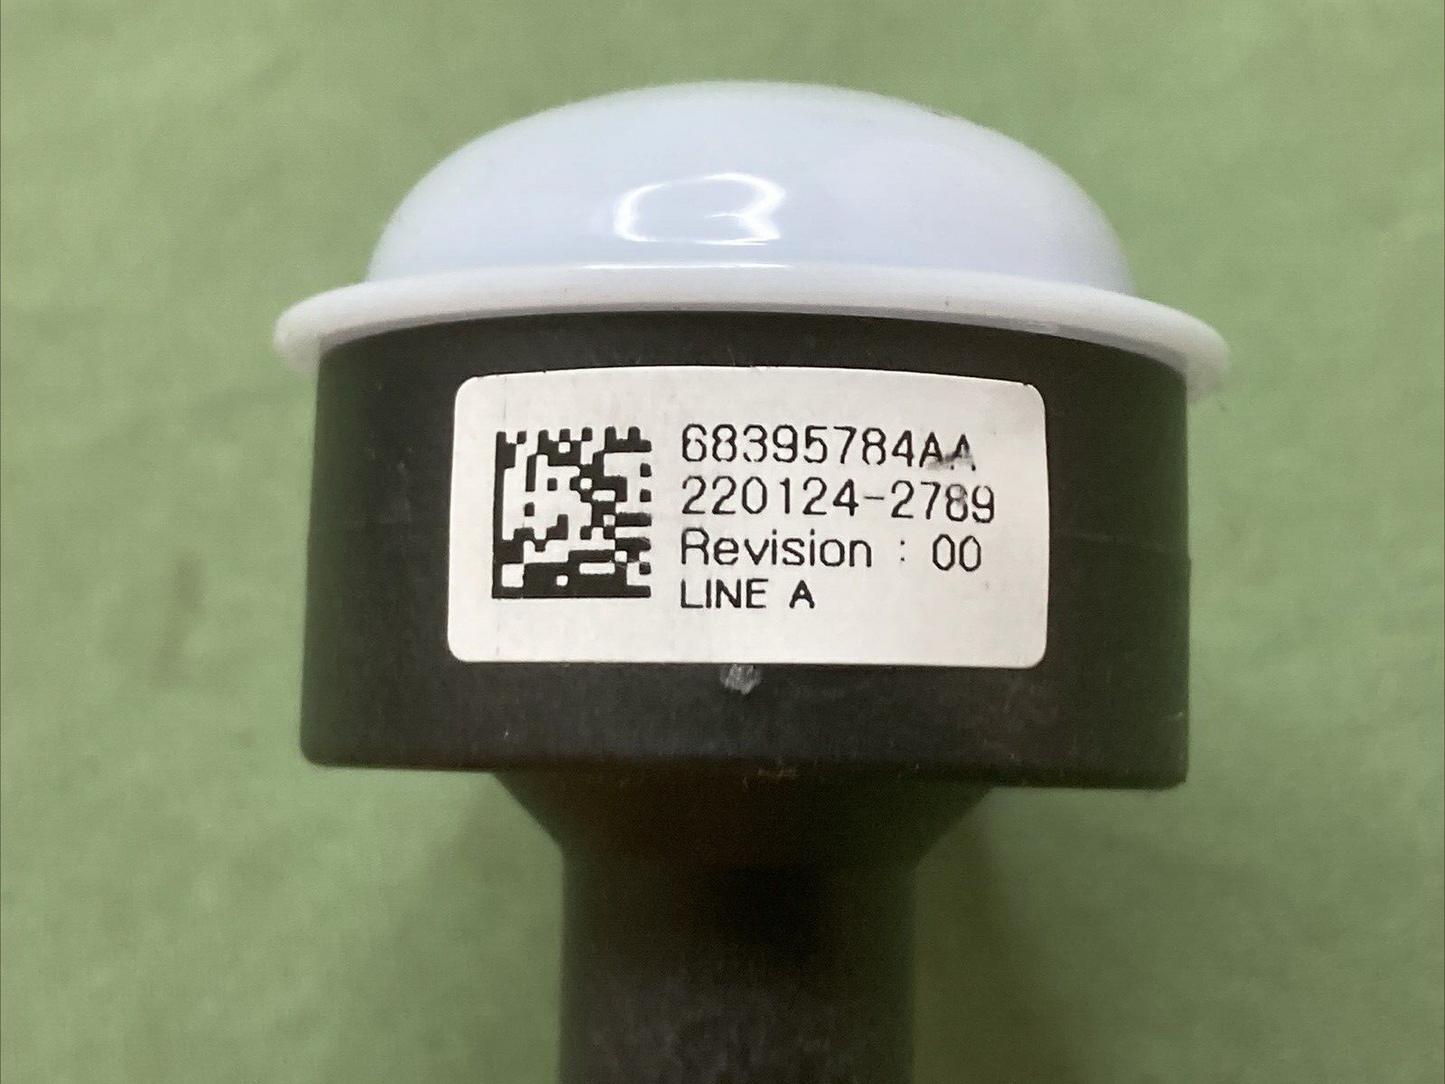 68395784AA
220124-2789
Revision : 00
LINE A